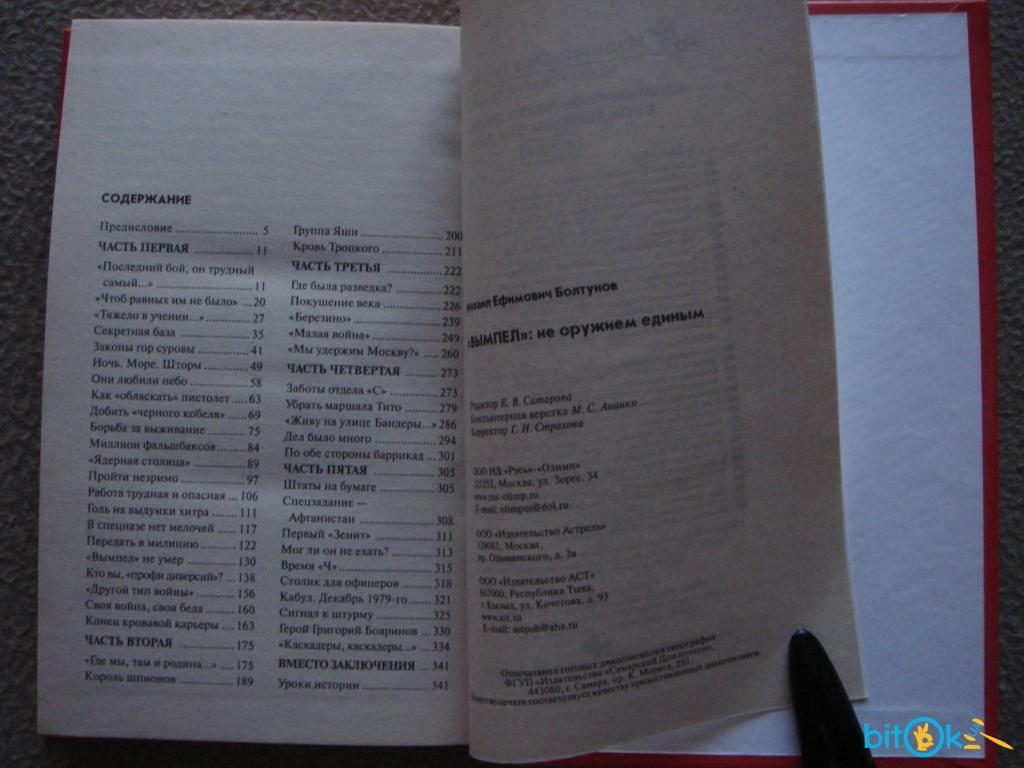 СОДЕРЖАНИЕ
Предисловие ........................ 5
ЧАСТЬ ПЕРВАЯ ................. 11
«Последний бой, он трудный
самый...» ............................ 11
«Чтоб равных им не было» ... 20
«Тяжело в учении...» ............. 27
Секретная база ..................... 35
Законы гор суровы ............... 41
Ночь. Море. Шторм .............. 49
Они любили небо ................. 58
Как «обласкать» пистолет ..... 63
Добить «черного кобеля» ..... 69
Борьба за выживание ........... 75
Миллион фальшбаксов ........ 84
«Ядерная столица» ............... 89
Пройти незримо ................... 97
Работа трудная и опасная ... 106
Голь на выдумки хитра ....... 111
В спецназе нет мелочей ...... 117
Передать в милицию ........... 122
«Вымпел» не умер ............... 130
Кто вы, «профи диверсий»? ... 138
«Другой тип войны» ............ 156
Своя война, своя беда ......... 160
Конец кровавой карьеры ..... 163
ЧАСТЬ ВТОРАЯ ................ 175
«Где мы, там и родина...» ..... 175
Король шпионов .................. 189
Группа Яши ........................ 200
Кровь Троцкого ................... 211
ЧАСТЬ ТРЕТЬЯ ................. 222
Где была разведка? .............. 222
Покушение века .................. 226
«Березино» .......................... 239
«Малая война» .................... 249
«Мы удержим Москву?» ..... 260
ЧАСТЬ ЧЕТВЕРТАЯ .......... 273
Заботы отдела «С» ............... 273
Убрать маршала Тито .......... 279
«Живу на улице Бандеры...» 286
Дел было много ................... 294
По обе стороны баррикад .... 301
ЧАСТЬ ПЯТАЯ ................... 305
Штаты на бумаге ................. 305
Спецзадание —
Афганистан ....................... 308
Первый «Зенит» .................. 311
Мог ли он не ехать? ............ 313
Время «Ч» ........................... 315
Столик для офицеров ......... 318
Кабул. Декабрь 1979-го ...... 321
Сигнал к штурму ................ 325
Герой Григорий Бояринов ... 330
«Каскадеры, каскадеры...» ... 334
ВМЕСТО ЗАКЛЮЧЕНИЯ ... 341
Уроки истории .................... 341
михаил Ефимович Болтунов
«ВЫМПЕЛ»: не оружием единым
Редактор Е. В. Сатарова
Компьютерная верстка М. С. Ананко
Корректор Г. Н. Страхова
ООО ИД «Русь»—«Олимп»
125252, Москва, ул. Зорге, 34
www.rus-olimp.ru
E-mail: olimpus@dol.ru
ООО «Издательство Астрель»
129085, Москва,
пр. Ольминского, д. 3а
ООО «Издательство АСТ»
667000, Республика Тыва,
г. Кызыл, ул. Кочетова, д. 93
www.ast.ru
E-mail: astpub@aha.ru
Отпечатано с готовых диапозитивов в типографии
ФГУП «Издательство «Самарский Дом печати»
443080, г. Самара, пр. К. Маркса, 201.
Качество печати соответствует качеству предоставленных диапозитивов
bitok